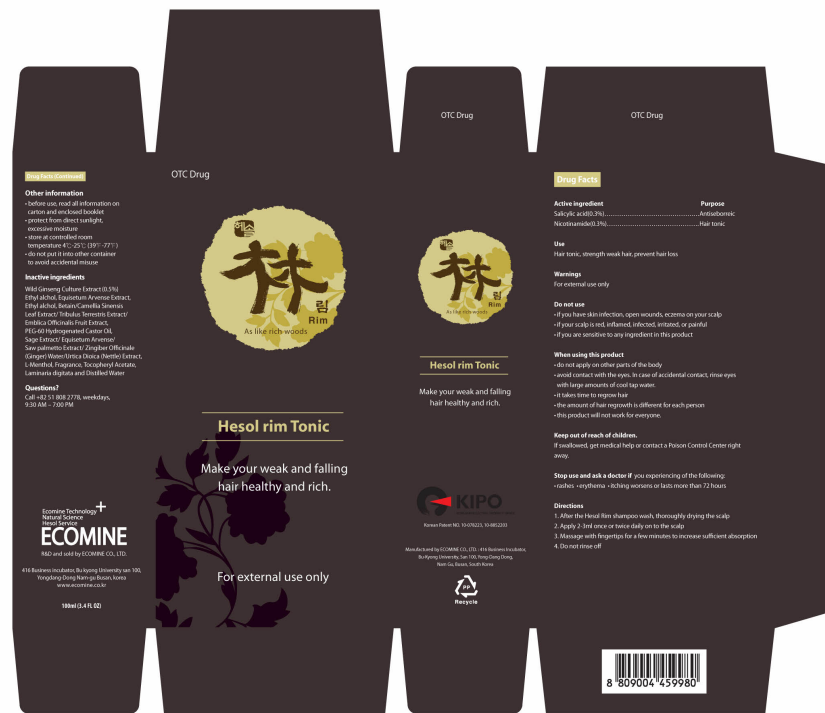 Drug Facts (Continued)
Other information
• before use, read all information on
carton and enclosed booklet
• protect from direct sunlight,
excessive moisture
• store at controlled room
temperature 4℃-25℃ (39℉-77℉)
• do not put it into other container
to avoid accidental misuse
Inactive ingredients
Wild Ginseng Culture Extract (0.5%)
Ethyl alchol, Equisetum Arvense Extract,
Ethyl alchol, Betain/Camellia Sinensis
Leaf Extract/ Tribulus Terrestris Extract/
Emblica Officinalis Fruit Extract,
PEG-60 Hydrogenated Castor Oil,
Sage Extract/ Equisetum Arvense/
Saw palmetto Extract/ Zingiber Officinale
(Ginger) Water/Urtica Dioica (Nettle) Extract,
L-Menthol, Fragrance, Tocopheryl Acetate,
Laminaria digitata and Distilled Water
Questions?
Call +82 51 808 2778, weekdays,
9:30 AM – 7:00 PM
Ecomine Technology
Natural Science
Hesol Service
ECOMINE
R&D and sold by ECOMINE CO., LTD.
416 Business incubator, Bu kyong University san 100,
Yongdang-Dong Nam-gu Busan, korea
www.ecomine.co.kr
100ml (3.4 FL OZ)
OTC Drug
헤솔
林
림
Rim
As like rich woods
Hesol rim Tonic
Make your weak and falling
hair healthy and rich.
For external use only
OTC Drug
헤솔
林
림
Rim
As like rich woods
Hesol rim Tonic
Make your weak and falling
hair healthy and rich.
KIPO
Korean Patent NO. 10-078223, 10-0852203
Manufactured by ECOMINE CO., LTD. : 416 Business Incubator,
Bu-Kyong University, San 100, Yong-Dang Dong,
Nam Gu, Busan, South Korea
PP
Recycle
OTC Drug
Drug Facts
Active ingredient Purpose
Salicylic acid(0.3%)........................................Antiseborreic
Nicotinamide(0.3%).......................................Hair tonic
Use
Hair tonic, strength weak hair, prevent hair loss
Warnings
For external use only
Do not use
• if you have skin infection, open wounds, eczema on your scalp
• if your scalp is red, inflamed, infected, irritated, or painful
• if you are sensitive to any ingredient in this product
When using this product
• do not apply on other parts of the body
• avoid contact with the eyes. In case of accidental contact, rinse eyes
with large amounts of cool tap water.
• it takes time to regrow hair
• the amount of hair regrowth is different for each person
• this product will not work for everyone.
Keep out of reach of children.
If swallowed, get medical help or contact a Poison Control Center right
away.
Stop use and ask a doctor if you experiencing of the following:
• rashes • erythema • itching worsens or lasts more than 72 hours
Directions
1. After the Hesol Rim shampoo wash, thoroughly drying the scalp
2. Apply 2-3ml once or twice daily on to the scalp
3. Massage with fingertips for a few minutes to increase sufficient absorption
4. Do not rinse off
8 809004 459980